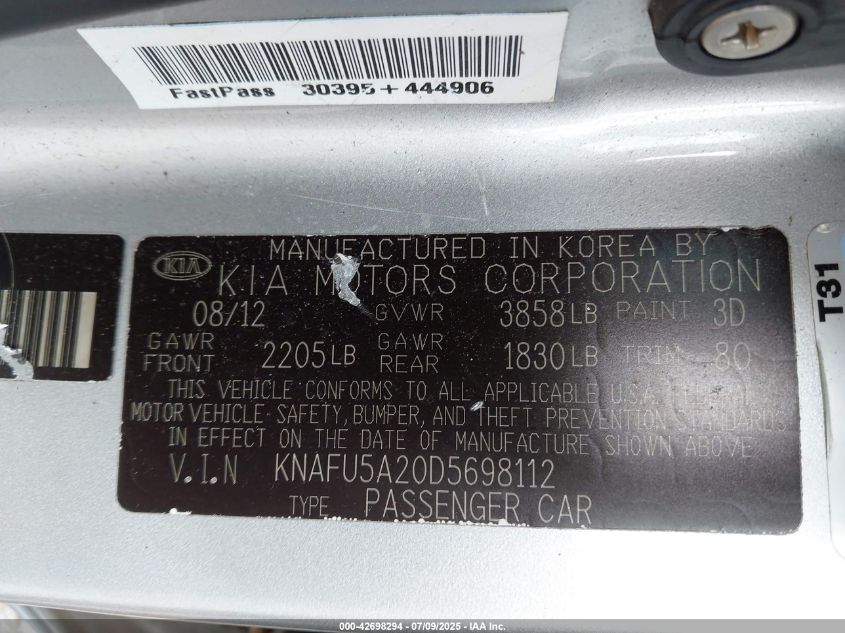 FastPass 30395+444906
MANUFACTURED IN KOREA BY
KIA
KIA MOTORS CORPORATION
08/12 GVWR 3858LB PAINT 3D
GAWR FRONT 2205LB GAWR REAR 1830LB TRIM 80
THIS VEHICLE CONFORMS TO ALL APPLICABLE U.S.A. FEDERAL
MOTOR VEHICLE SAFETY, BUMPER, AND THEFT PREVENTION STANDARDS
IN EFFECT ON THE DATE OF MANUFACTURE SHOWN ABOVE
V.I.N KNAFU5A20D5698112
TYPE PASSENGER CAR
T31
000-42698294 - 07/09/2025 - IAA Inc.